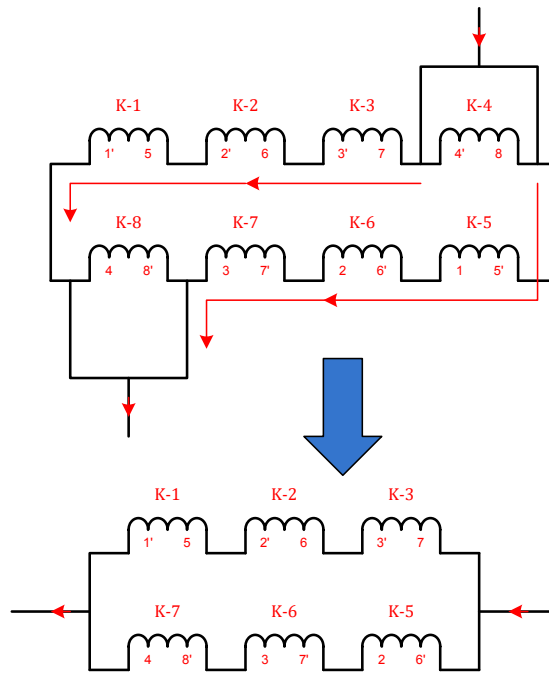 K-1 K-2 K-3 K-4
1' 5 2' 6 3' 7 4' 8
K-8 K-7 K-6 K-5
4 8' 3 7' 2 6' 1 5'
K-1 K-2 K-3
1' 5 2' 6 3' 7
K-7 K-6 K-5
4 8' 3 7' 2 6'